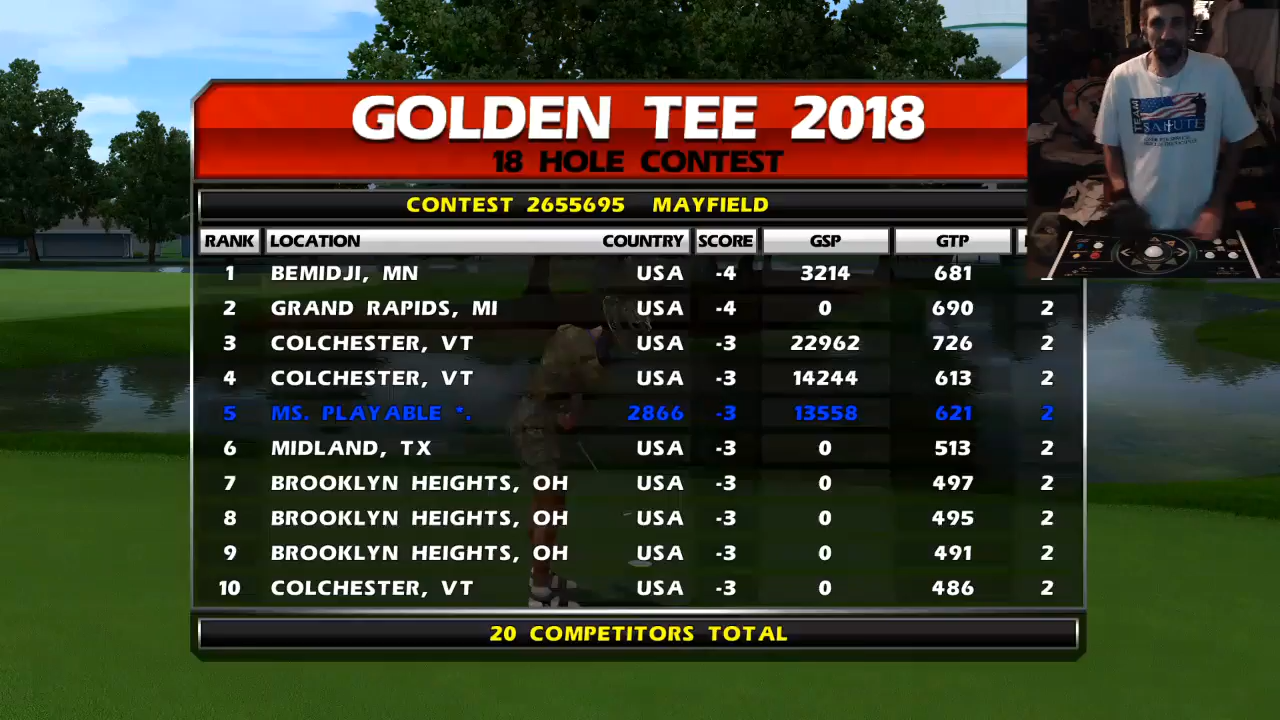 GOLDEN TEE 2018
18 HOLE CONTEST
CONTEST 2655695 MAYFIELD
RANK LOCATION COUNTRY SCORE GSP GTP
1 BEMIDJI, MN USA -4 3214 681
2 GRAND RAPIDS, MI USA -4 0 690 2
3 COLCHESTER, VT USA -3 22962 726 2
4 COLCHESTER, VT USA -3 14244 613 2
5 MS. PLAYABLE *. 2866 -3 13558 621 2
6 MIDLAND, TX USA -3 0 513 2
7 BROOKLYN HEIGHTS, OH USA -3 0 497 2
8 BROOKLYN HEIGHTS, OH USA -3 0 495 2
9 BROOKLYN HEIGHTS, OH USA -3 0 491 2
10 COLCHESTER, VT USA -3 0 486 2
20 COMPETITORS TOTAL
TEAM
SALUTE